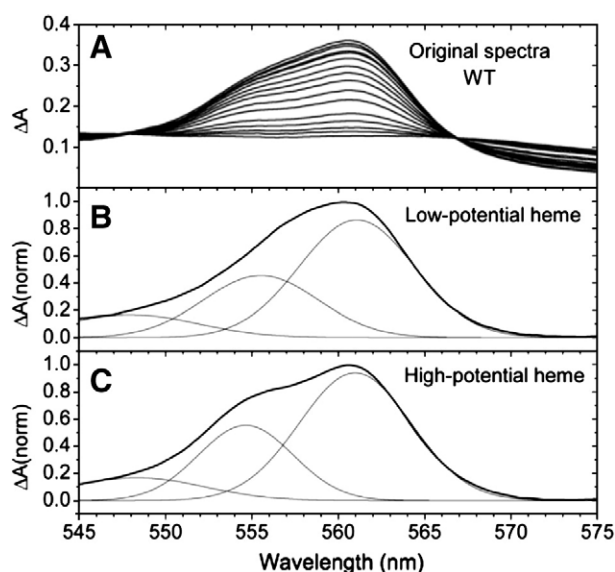 A
Original spectra
WT
ΔA
0.4
0.3
0.2
0.1
B
Low-potential heme
ΔA(norm)
1.0
0.8
0.6
0.4
0.2
0.0
C
High-potential heme
ΔA(norm)
1.0
0.8
0.6
0.4
0.2
0.0
545 550 555 560 565 570 575
Wavelength (nm)